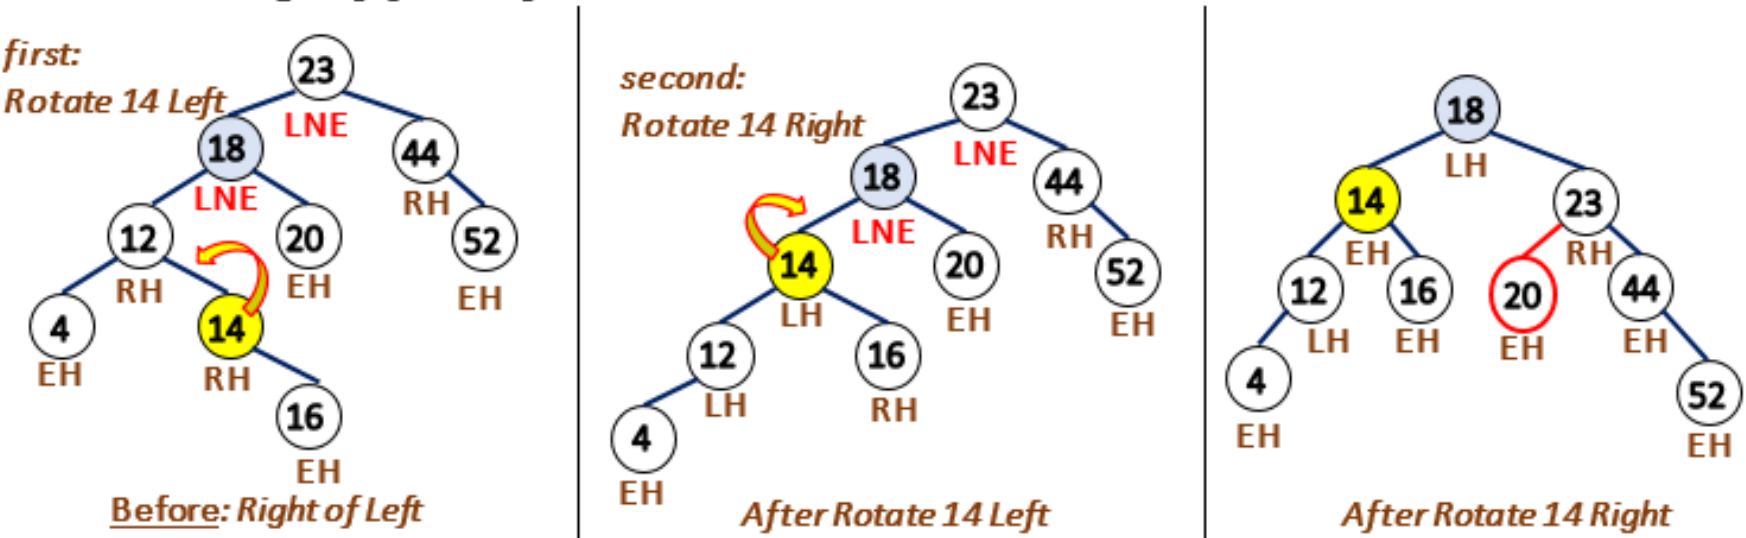 first:
Rotate 14 Left
23
LNE
18
LNE
44
RH
12
RH
20
EH
52
EH
4
EH
14
RH
16
EH
Before: Right of Left
second:
Rotate 14 Right
23
LNE
18
LNE
44
RH
14
LH
20
EH
52
EH
12
LH
16
RH
4
EH
After Rotate 14 Left
18
LH
14
EH
23
RH
12
LH
16
EH
20
EH
44
EH
4
EH
52
EH
After Rotate 14 Right